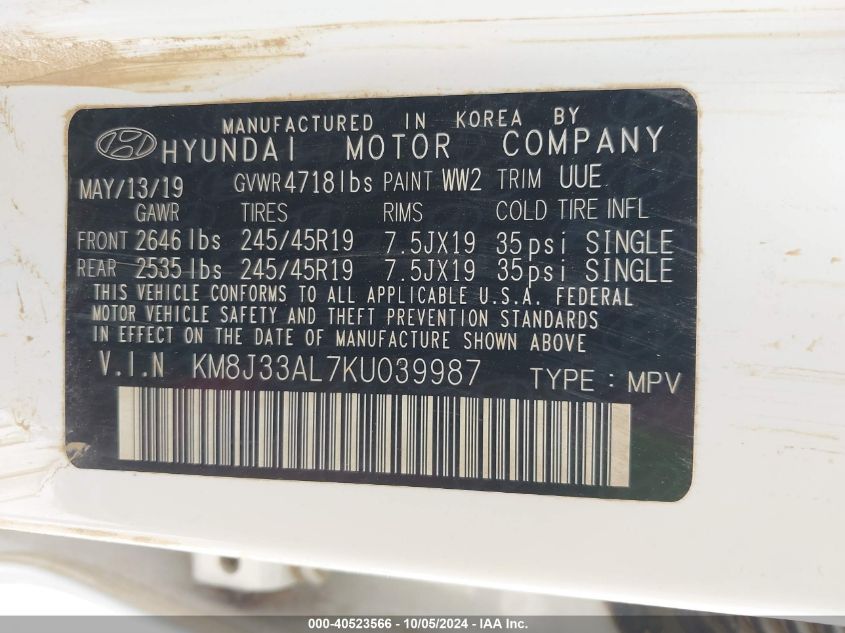 MANUFACTURED IN KOREA BY
HYUNDAI MOTOR COMPANY
MAY/13/19 GVWR 4718 lbs PAINT WW2 TRIM UUE
GAWR TIRES RIMS COLD TIRE INFL
FRONT 2646 lbs 245/45R19 7.5JX19 35psi SINGLE
REAR 2535 lbs 245/45R19 7.5JX19 35psi SINGLE
THIS VEHICLE CONFORMS TO ALL APPLICABLE U.S.A. FEDERAL
MOTOR VEHICLE SAFETY AND THEFT PREVENTION STANDARDS
IN EFFECT ON THE DATE OF MANUFACTURE SHOWN ABOVE
V.I.N KM8J33AL7KU039987 TYPE : MPV
000-40523566 - 10/05/2024 - IAA Inc.